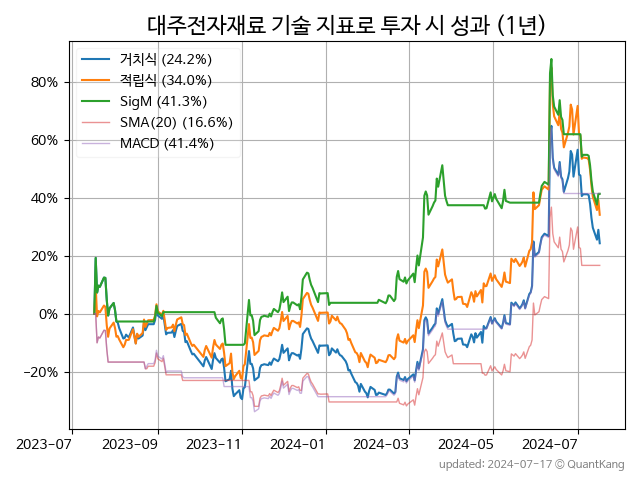 대주전자재료 기술 지표로 투자 시 성과 (1년)
거치식 (24.2%)
적립식 (34.0%)
SigM (41.3%)
SMA(20) (16.6%)
MACD (41.4%)
80%
60%
40%
20%
0%
−20%
2023−07 2023−09 2023−11 2024−01 2024−03 2024−05 2024−07
updated: 2024-07-17 © QuantKang